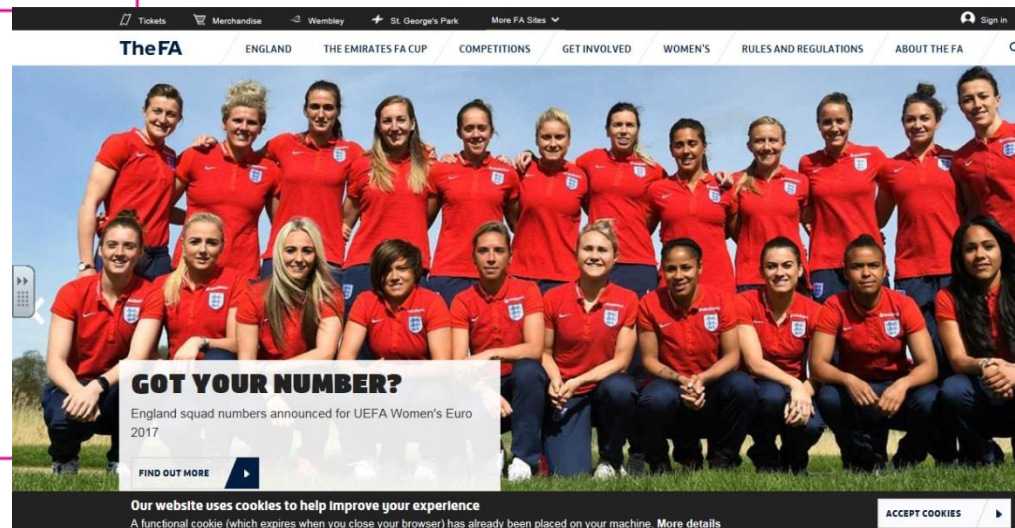 Tickets Merchandise Wembley St. George's Park More FA Sites Sign in
TheFA ENGLAND THE EMIRATES FA CUP COMPETITIONS GET INVOLVED WOMEN'S RULES AND REGULATIONS ABOUT THE FA
GOT YOUR NUMBER?
England squad numbers announced for UEFA Women's Euro
2017
FIND OUT MORE
Our website uses cookies to help improve your experience
A functional cookie (which expires when you close your browser) has already been placed on your machine. More details
ACCEPT COOKIES